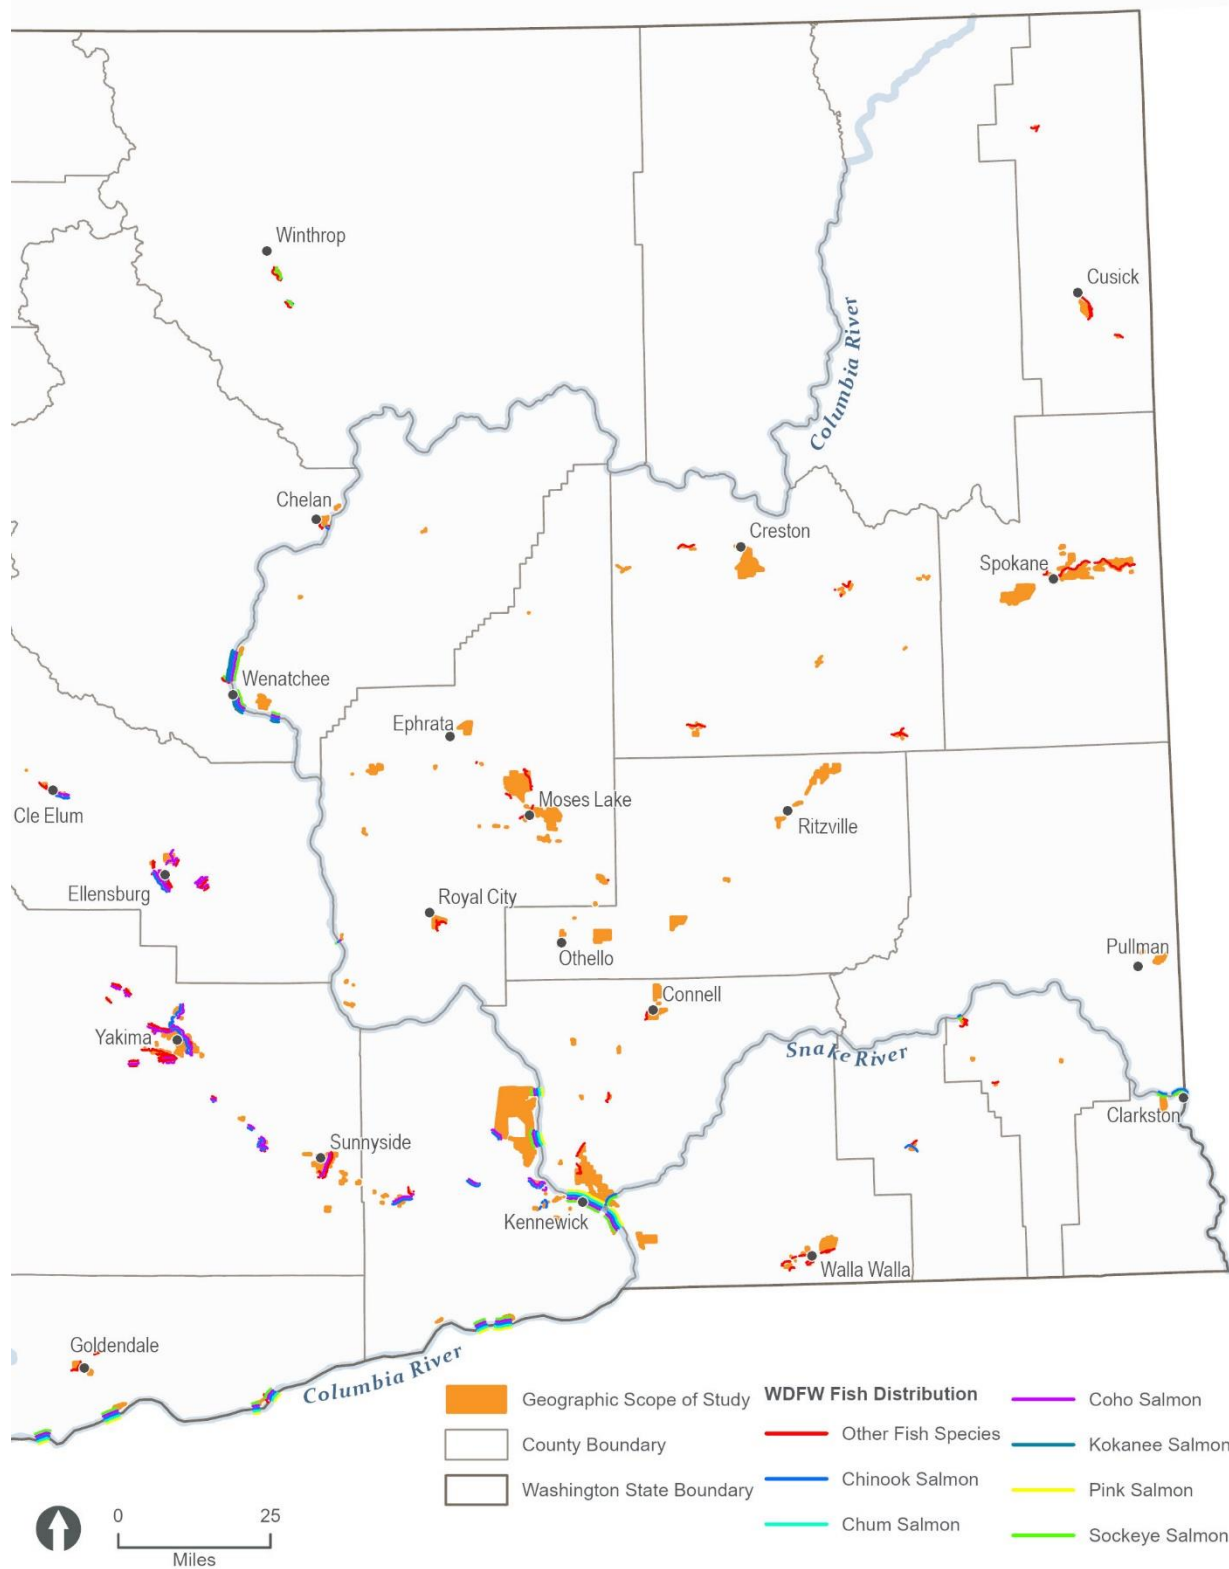 Winthrop
Cusick
Columbia River
Chelan
Creston
Spokane
Wenatchee
Ephrata
Moses Lake
Cle Elum
Ritzville
Ellensburg
Royal City
Othello
Pullman
Connell
Yakima
Snake River
Clarkston
Sunnyside
Kennewick
Walla Walla
Goldendale
Columbia River
Geographic Scope of Study
County Boundary
Washington State Boundary
WDFW Fish Distribution
Other Fish Species
Chinook Salmon
Chum Salmon
Coho Salmon
Kokanee Salmon
Pink Salmon
Sockeye Salmon
0 25
Miles